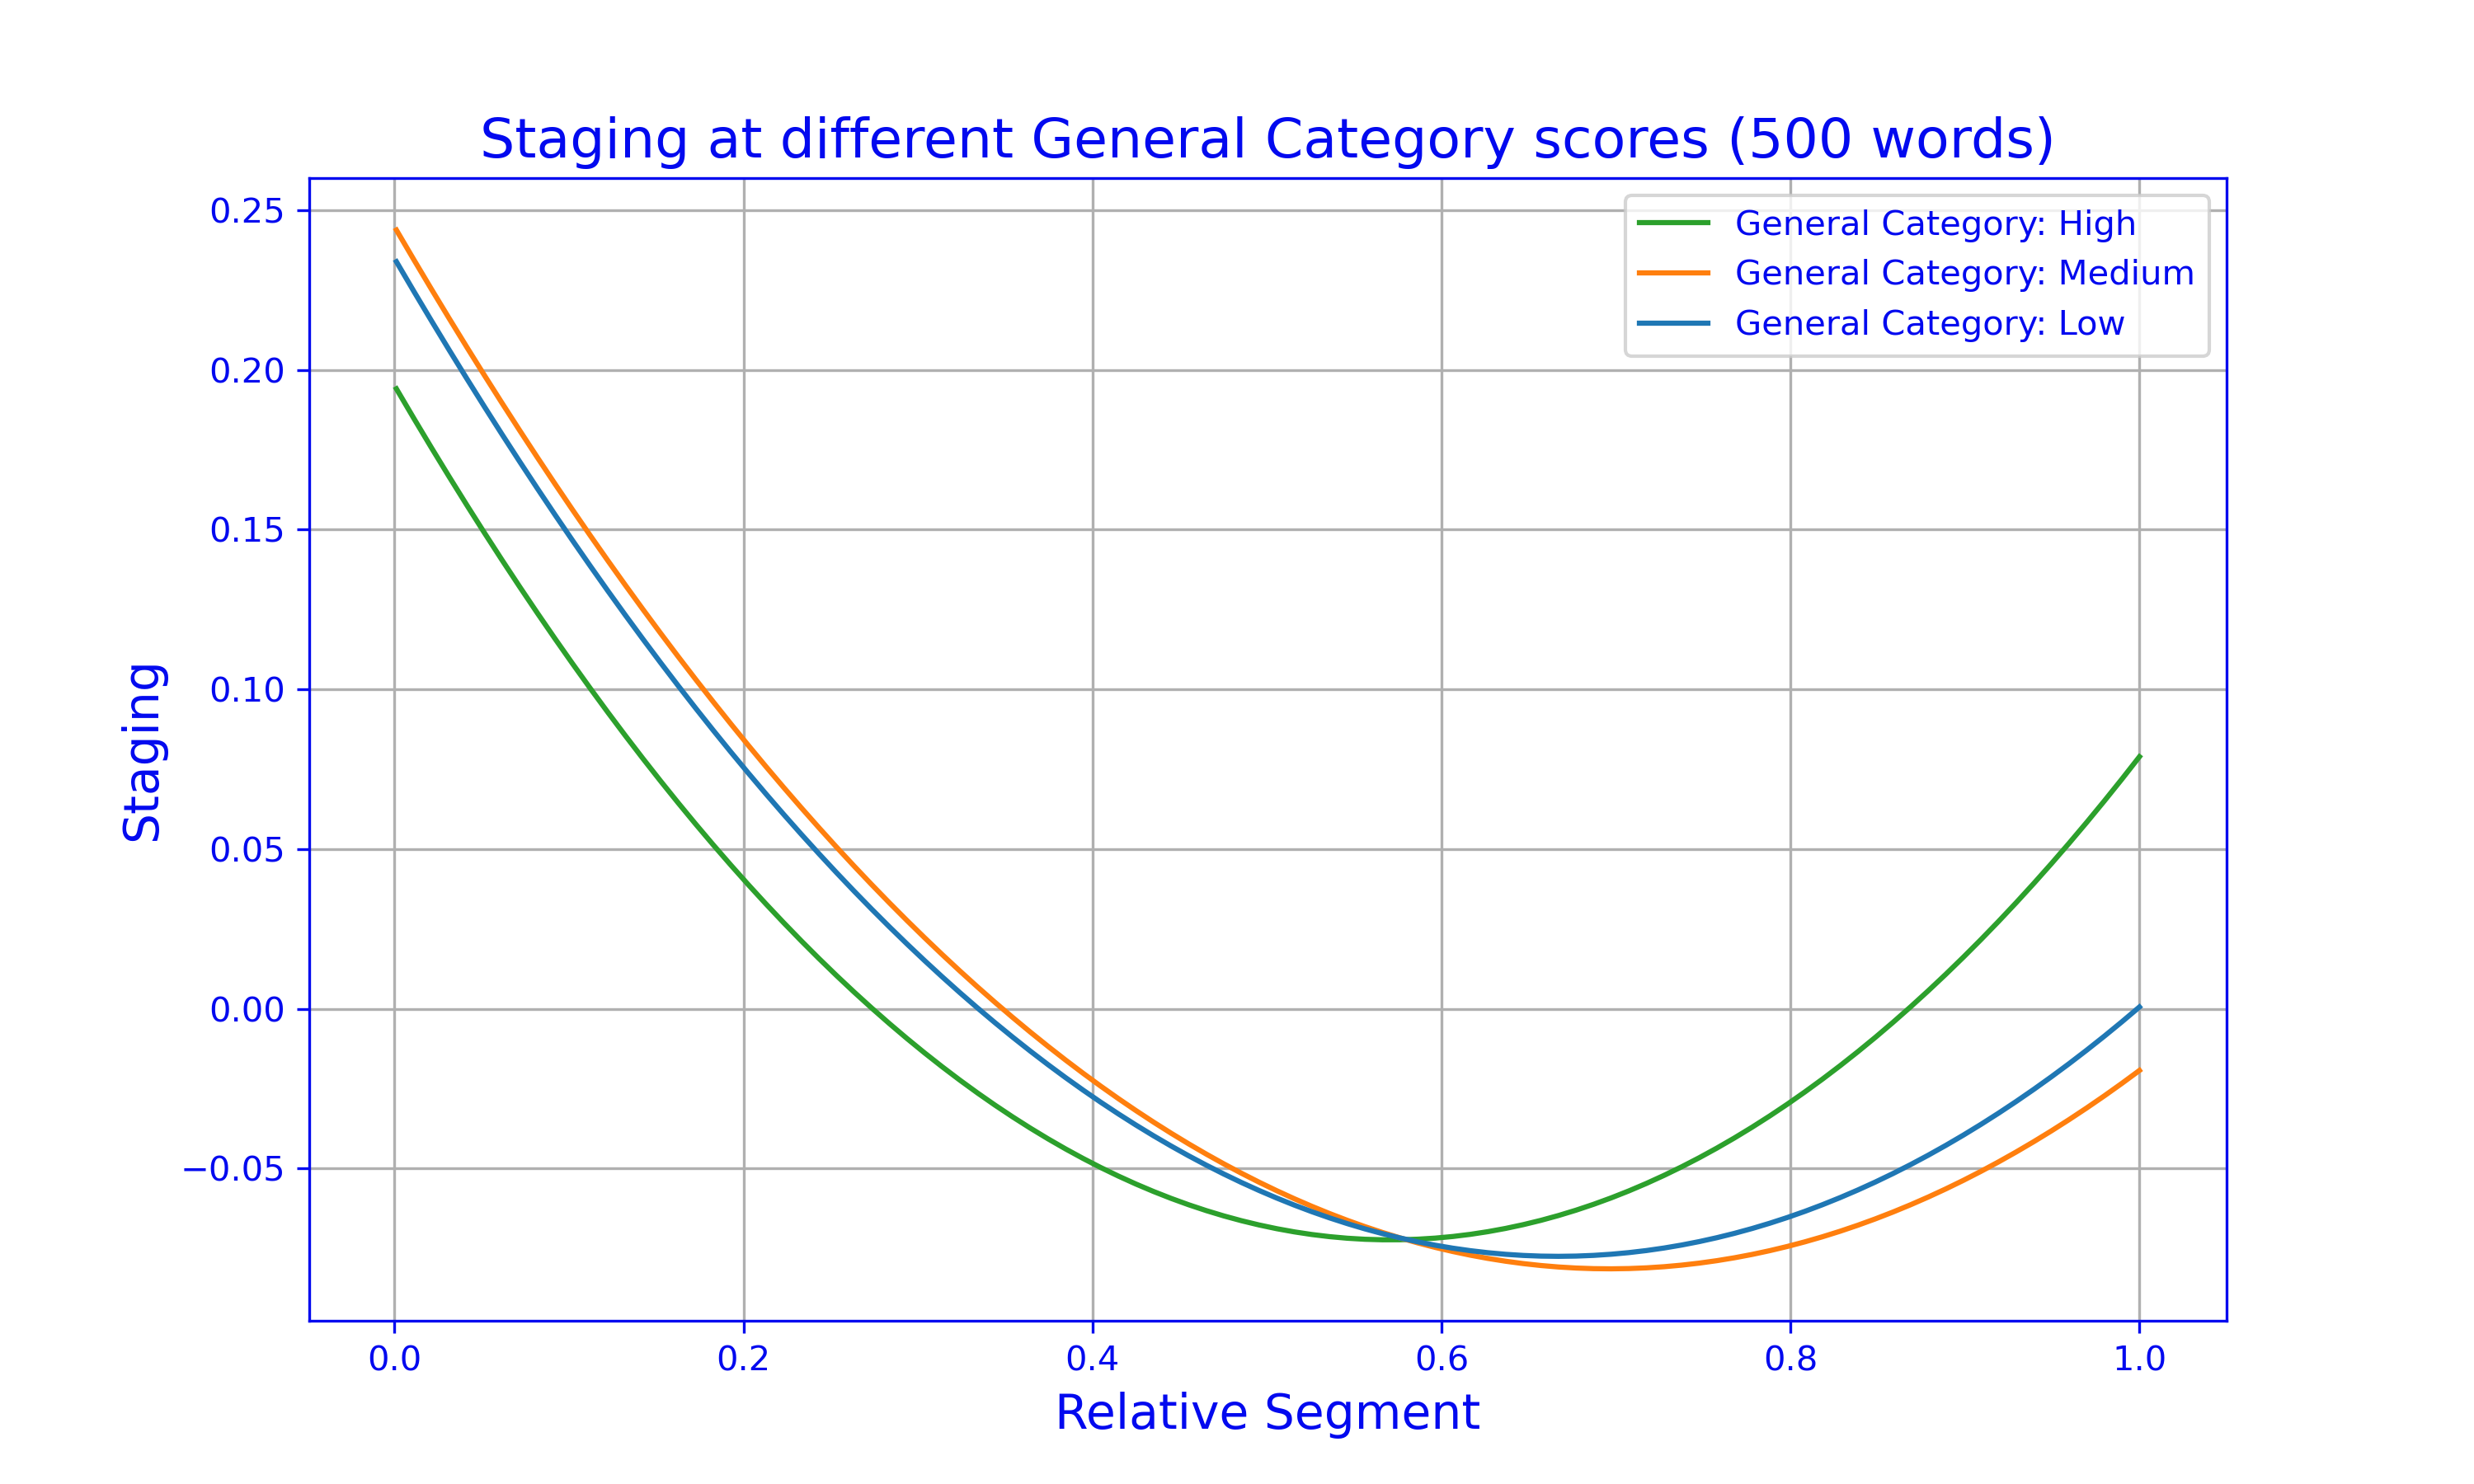 Staging at different General Category scores (500 words)
General Category: High
General Category: Medium
General Category: Low
Staging
0.25
0.20
0.15
0.10
0.05
0.00
−0.05
0.0 0.2 0.4 0.6 0.8 1.0
Relative Segment